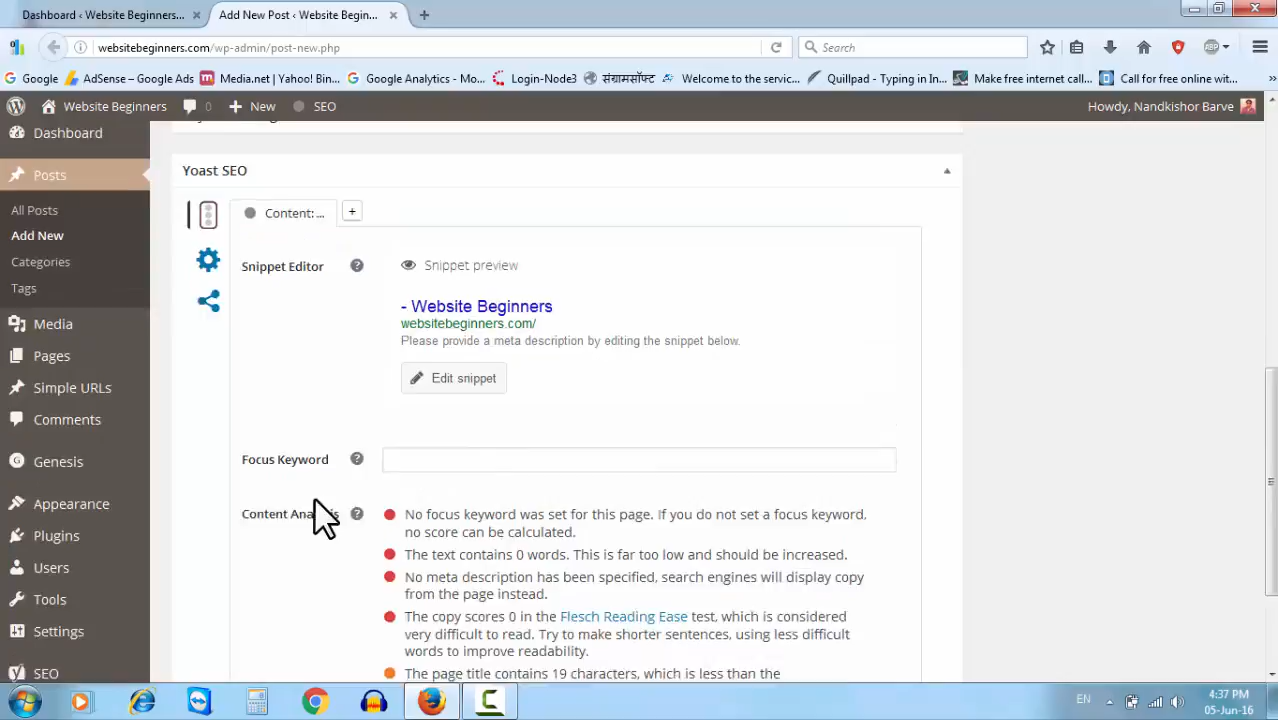 Dashboard ‹ Website Beginners...
Add New Post ‹ Website Begin...
websitebeginners.com/wp-admin/post-new.php
Search
ABP
Google
AdSense – Google Ads
Media.net | Yahoo! Bin...
Google Analytics - Mo...
Login-Node3
संग्रामसॉफ्ट
Welcome to the servic...
Quillpad - Typing in In...
Make free internet call...
Call for free online wit...
Website Beginners
0
New
SEO
Howdy, Nandkishor Barve
Dashboard
Posts
All Posts
Add New
Categories
Tags
Media
Pages
Simple URLs
Comments
Genesis
Appearance
Plugins
Users
Tools
Settings
SEO
Yoast SEO
Content: ...
+
Snippet Editor
Snippet preview
- Website Beginners
websitebeginners.com/
Please provide a meta description by editing the snippet below.
Edit snippet
Focus Keyword
Content Analysis
No focus keyword was set for this page. If you do not set a focus keyword,
no score can be calculated.
The text contains 0 words. This is far too low and should be increased.
No meta description has been specified, search engines will display copy
from the page instead.
The copy scores 0 in the Flesch Reading Ease test, which is considered
very difficult to read. Try to make shorter sentences, using less difficult
words to improve readability.
The page title contains 19 characters, which is less than the
EN
4:37 PM
05-Jun-16